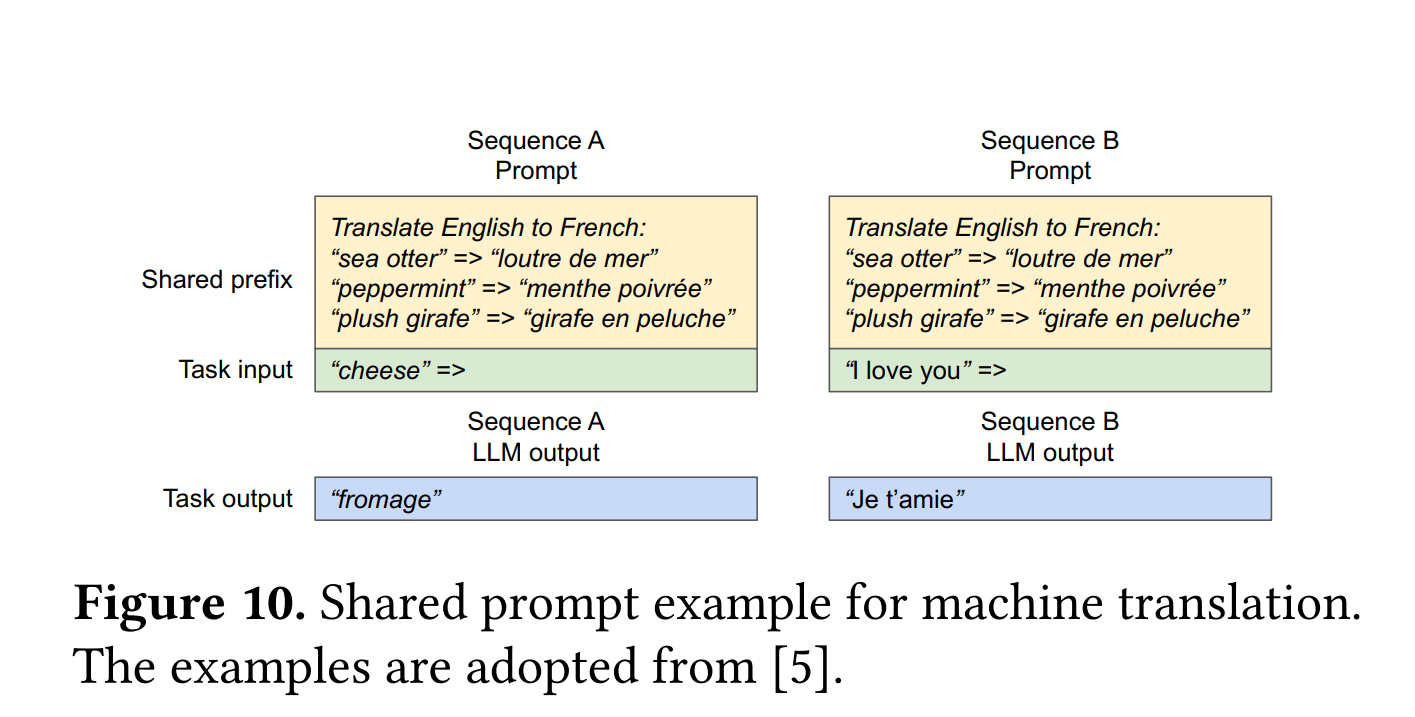 Sequence A
Prompt
Sequence B
Prompt
Shared prefix
Translate English to French:
“sea otter” => “loutre de mer”
“peppermint” => “menthe poivrée”
“plush girafe” => “girafe en peluche”
Translate English to French:
“sea otter” => “loutre de mer”
“peppermint” => “menthe poivrée”
“plush girafe” => “girafe en peluche”
Task input
“cheese” =>
“I love you” =>
Sequence A
LLM output
Sequence B
LLM output
Task output
“fromage”
“Je t’amie”
Figure 10. Shared prompt example for machine translation.
The examples are adopted from [5].